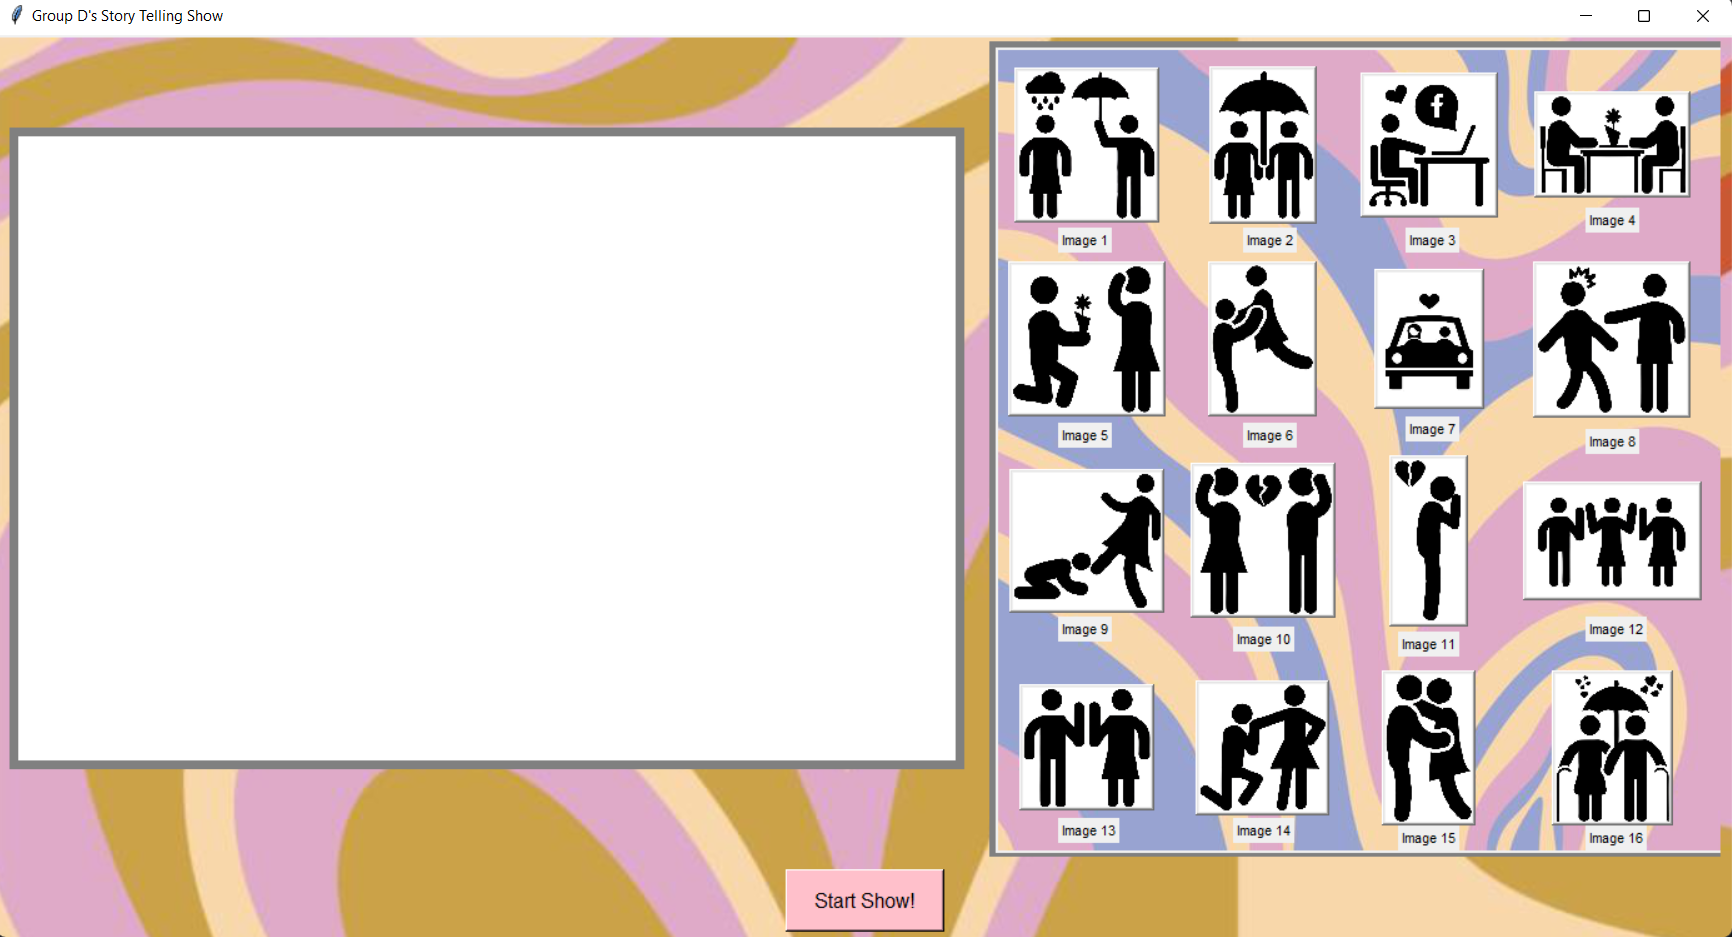 Group D's Story Telling Show
f
Image 1
Image 2
Image 3
Image 4
Image 5
Image 6
Image 7
Image 8
Image 9
Image 10
Image 11
Image 12
Image 13
Image 14
Image 15
Image 16
Start Show!